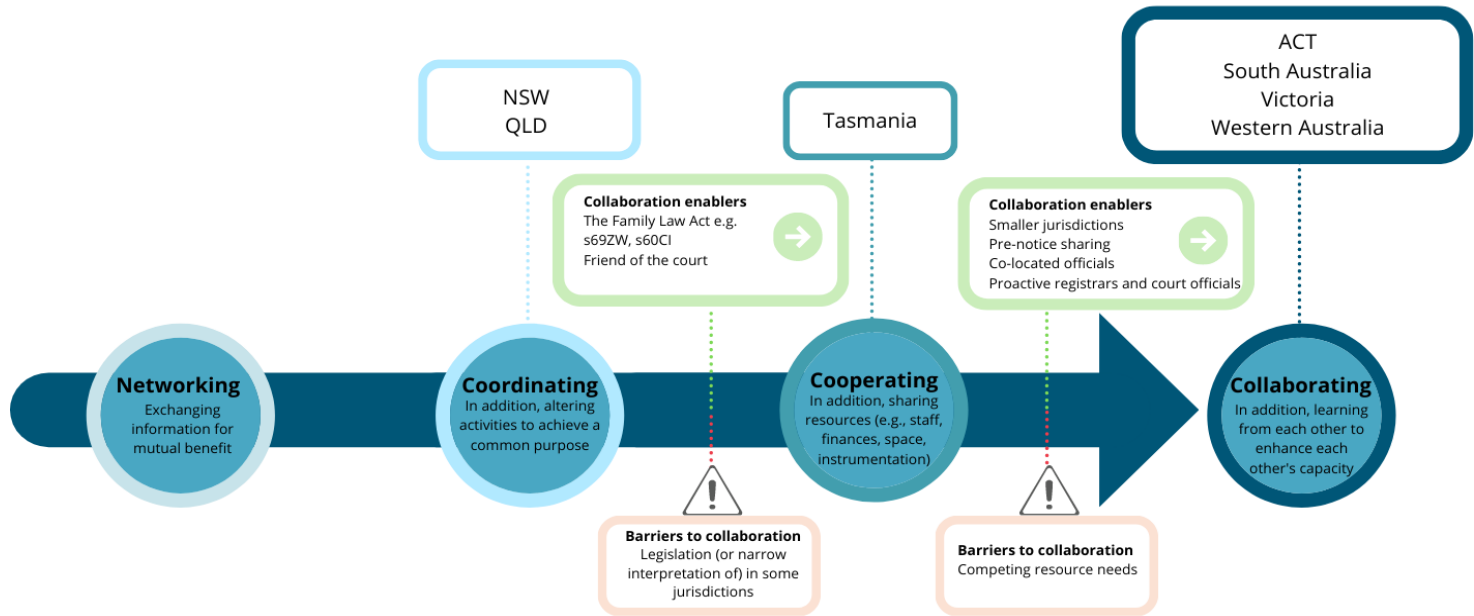 ACT
South Australia
Victoria
Western Australia
NSW
QLD
Tasmania
Collaboration enablers
The Family Law Act e.g.
s69ZW, s60CI
Friend of the court
Collaboration enablers
Smaller jurisdictions
Pre-notice sharing
Co-located officials
Proactive registrars and court officials
Networking
Exchanging
information for
mutual benefit
Coordinating
In addition, altering
activities to achieve a
common purpose
Cooperating
In addition, sharing
resources (e.g., staff,
finances, space,
instrumentation)
Collaborating
In addition, learning
from each other to
enhance each
other's capacity
!
!
Barriers to collaboration
Legislation (or narrow
interpretation of) in some
jurisdictions
Barriers to collaboration
Competing resource needs